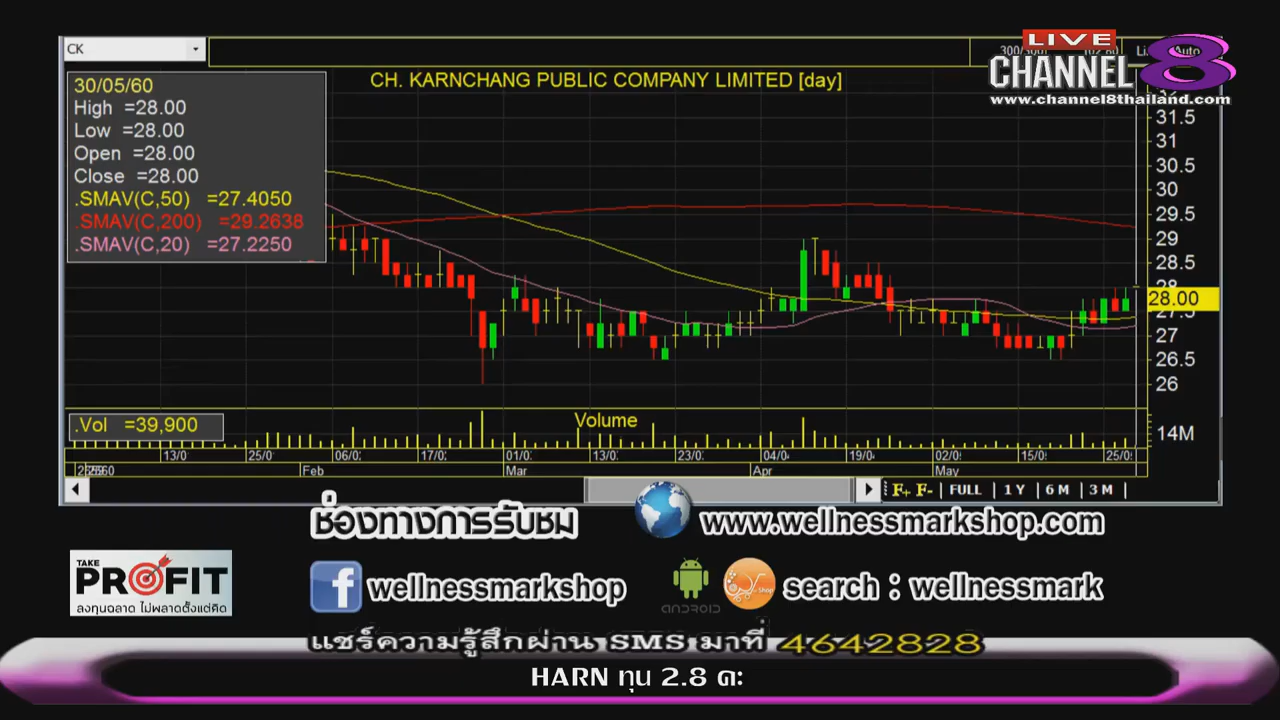 CK
LIVE
CHANNEL 8
www.channel8thailand.com
CH. KARNCHANG PUBLIC COMPANY LIMITED [day]
30/05/60
High =28.00
Low =28.00
Open =28.00
Close =28.00
.SMAV(C,50) =27.4050
.SMAV(C,200) =29.2638
.SMAV(C,20) =27.2250
31.5
31
30.5
30
29.5
29
28.5
28
28.00
27.5
27
26.5
26
.Vol =39,900
Volume
14M
13/0 25/0 06/0 17/0 01/0 13/0 23/0 04/0 19/0 02/0 15/0 25/0
Feb Mar Apr May
F+ F- FULL 1 Y 6 M 3 M
ช่องทางการรับชม
www.wellnessmarkshop.com
TAKE
PROFIT
ลงทุนฉลาด ไม่พลาดตั้งแต่คิด
wellnessmarkshop
ANDROID
search : wellnessmark
แชร์ความรู้สึกผ่าน SMS มาที่ 4642828
HARN ทุน 2.8 ค่ะ